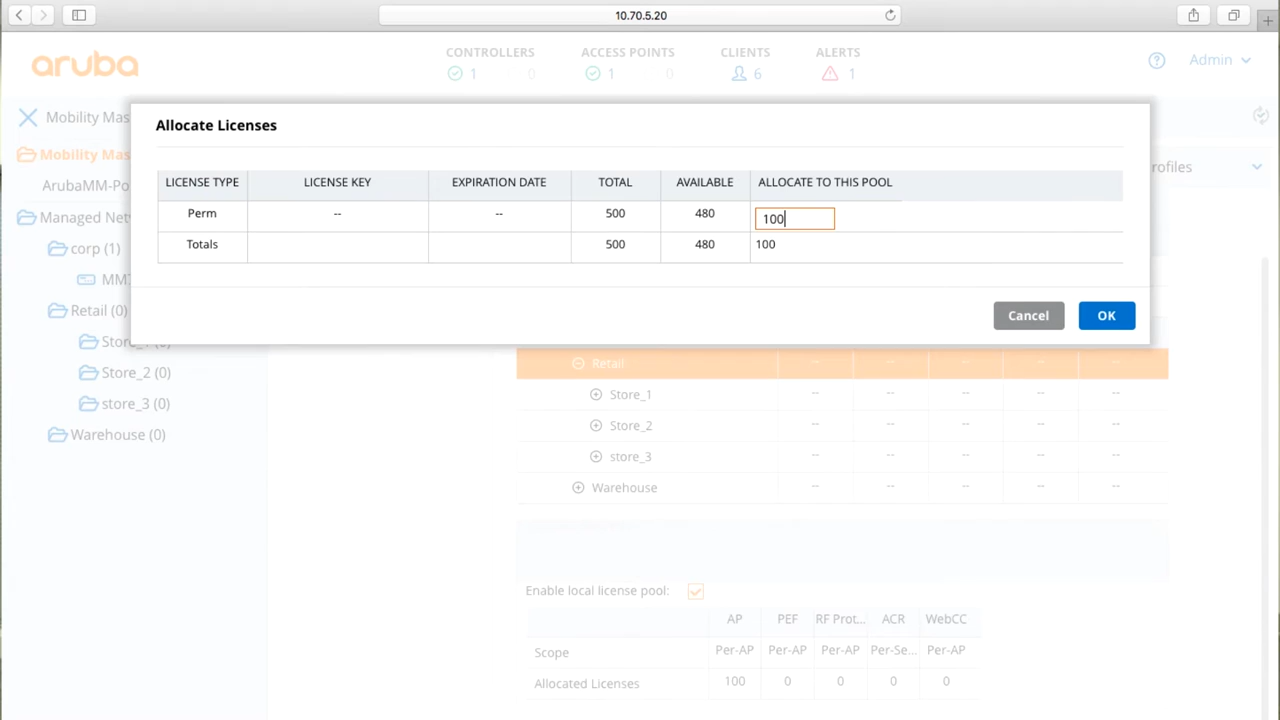 10.70.5.20
aruba
CONTROLLERS
1 0
ACCESS POINTS
1 0
CLIENTS
6
ALERTS
1
? Admin
Mobility Mas
rofiles
Mobility Mas
ArubaMM-Po
Managed Net
corp (1)
MM
Retail (0)
Store_1 (0)
Store_2 (0)
store_3 (0)
Warehouse (0)
Allocate Licenses
LICENSE TYPE LICENSE KEY EXPIRATION DATE TOTAL AVAILABLE ALLOCATE TO THIS POOL
Perm -- -- 500 480 100
Totals 500 480 100
Cancel OK
Retail -- -- -- -- --
Store_1 -- -- -- -- --
Store_2 -- -- -- -- --
store_3 -- -- -- -- --
Warehouse -- -- -- -- --
Enable local license pool:
AP PEF RF Prot... ACR WebCC
Scope Per-AP Per-AP Per-AP Per-Se... Per-AP
Allocated Licenses 100 0 0 0 0